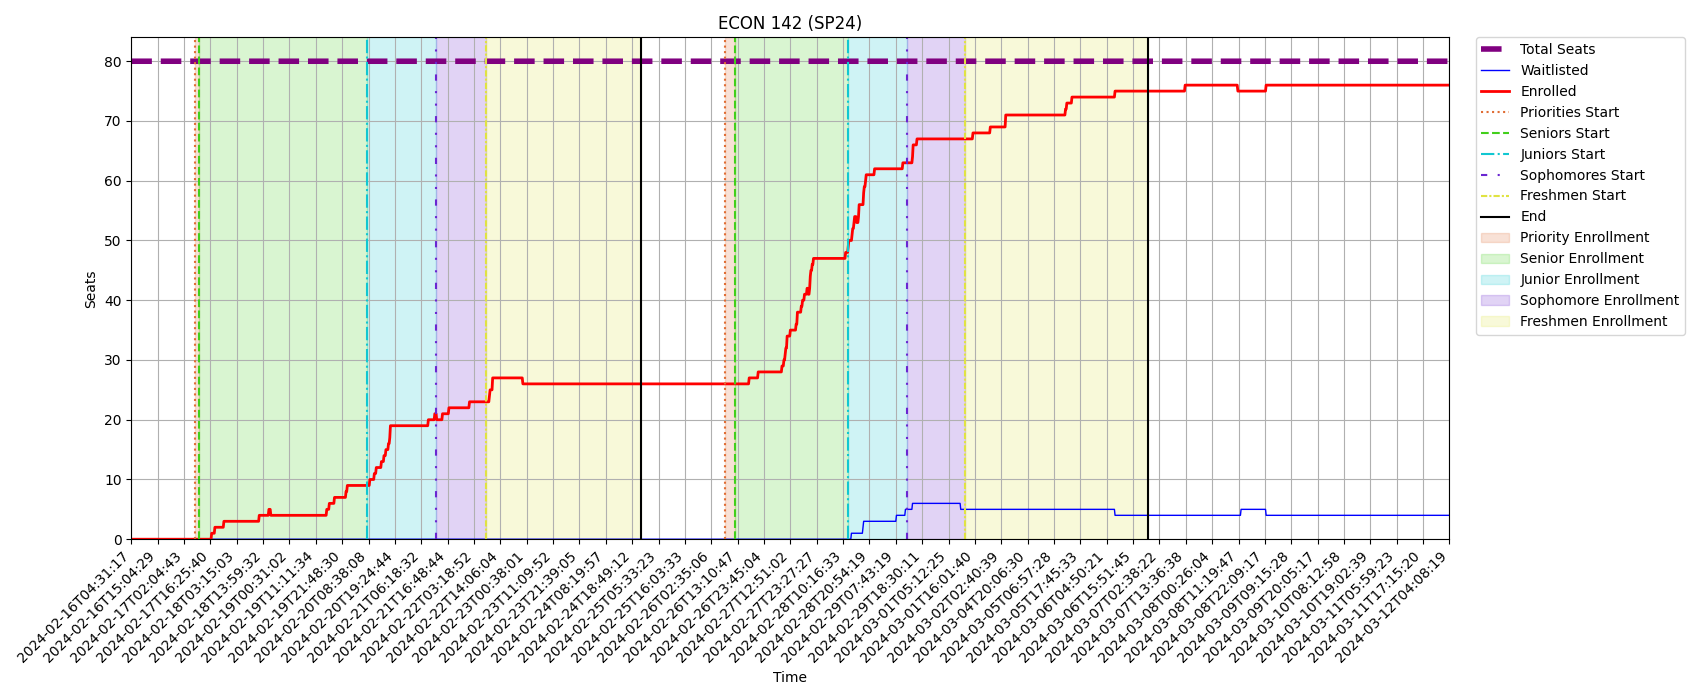 ECON 142 (SP24)
Seats
80
70
60
50
40
30
20
10
0
2024-02-16T04:31:17
2024-02-16T15:04:29
2024-02-17T02:04:43
2024-02-17T16:25:40
2024-02-18T03:15:03
2024-02-18T13:59:32
2024-02-19T00:31:02
2024-02-19T11:11:34
2024-02-19T21:48:30
2024-02-20T08:38:08
2024-02-20T19:24:44
2024-02-21T06:18:32
2024-02-21T16:48:44
2024-02-22T03:18:52
2024-02-22T14:06:04
2024-02-23T00:38:01
2024-02-23T11:09:52
2024-02-23T21:39:05
2024-02-24T08:19:57
2024-02-24T18:49:12
2024-02-25T05:33:23
2024-02-25T16:03:33
2024-02-26T02:35:06
2024-02-26T13:10:47
2024-02-26T23:45:04
2024-02-27T12:51:02
2024-02-27T23:27:27
2024-02-28T10:16:33
2024-02-28T20:54:19
2024-02-29T07:43:19
2024-02-29T18:30:11
2024-03-01T05:12:25
2024-03-01T16:01:40
2024-03-02T02:40:39
2024-03-04T20:06:30
2024-03-05T06:57:28
2024-03-05T17:45:33
2024-03-06T04:50:21
2024-03-06T15:51:45
2024-03-07T02:38:22
2024-03-07T13:36:38
2024-03-08T00:26:04
2024-03-08T11:19:47
2024-03-08T22:09:17
2024-03-09T09:15:28
2024-03-09T20:05:17
2024-03-10T08:12:58
2024-03-10T19:02:39
2024-03-11T05:59:23
2024-03-11T17:15:20
2024-03-12T04:08:19
Time
Total Seats
Waitlisted
Enrolled
Priorities Start
Seniors Start
Juniors Start
Sophomores Start
Freshmen Start
End
Priority Enrollment
Senior Enrollment
Junior Enrollment
Sophomore Enrollment
Freshmen Enrollment